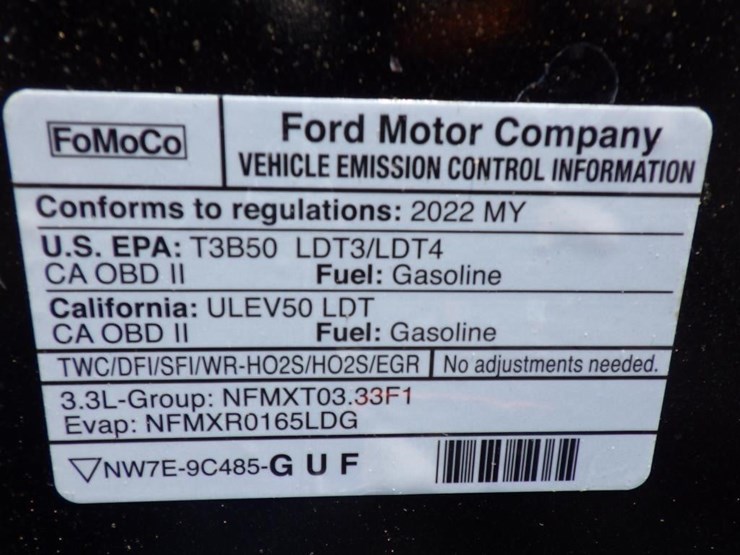 FoMoCo
Ford Motor Company
VEHICLE EMISSION CONTROL INFORMATION
Conforms to regulations: 2022 MY
U.S. EPA: T3B50 LDT3/LDT4
CA OBD II Fuel: Gasoline
California: ULEV50 LDT
CA OBD II Fuel: Gasoline
TWC/DFI/SFI/WR-HO2S/HO2S/EGR No adjustments needed.
3.3L-Group: NFMXT03.33F1
Evap: NFMXR0165LDG
▽NW7E-9C485-G U F